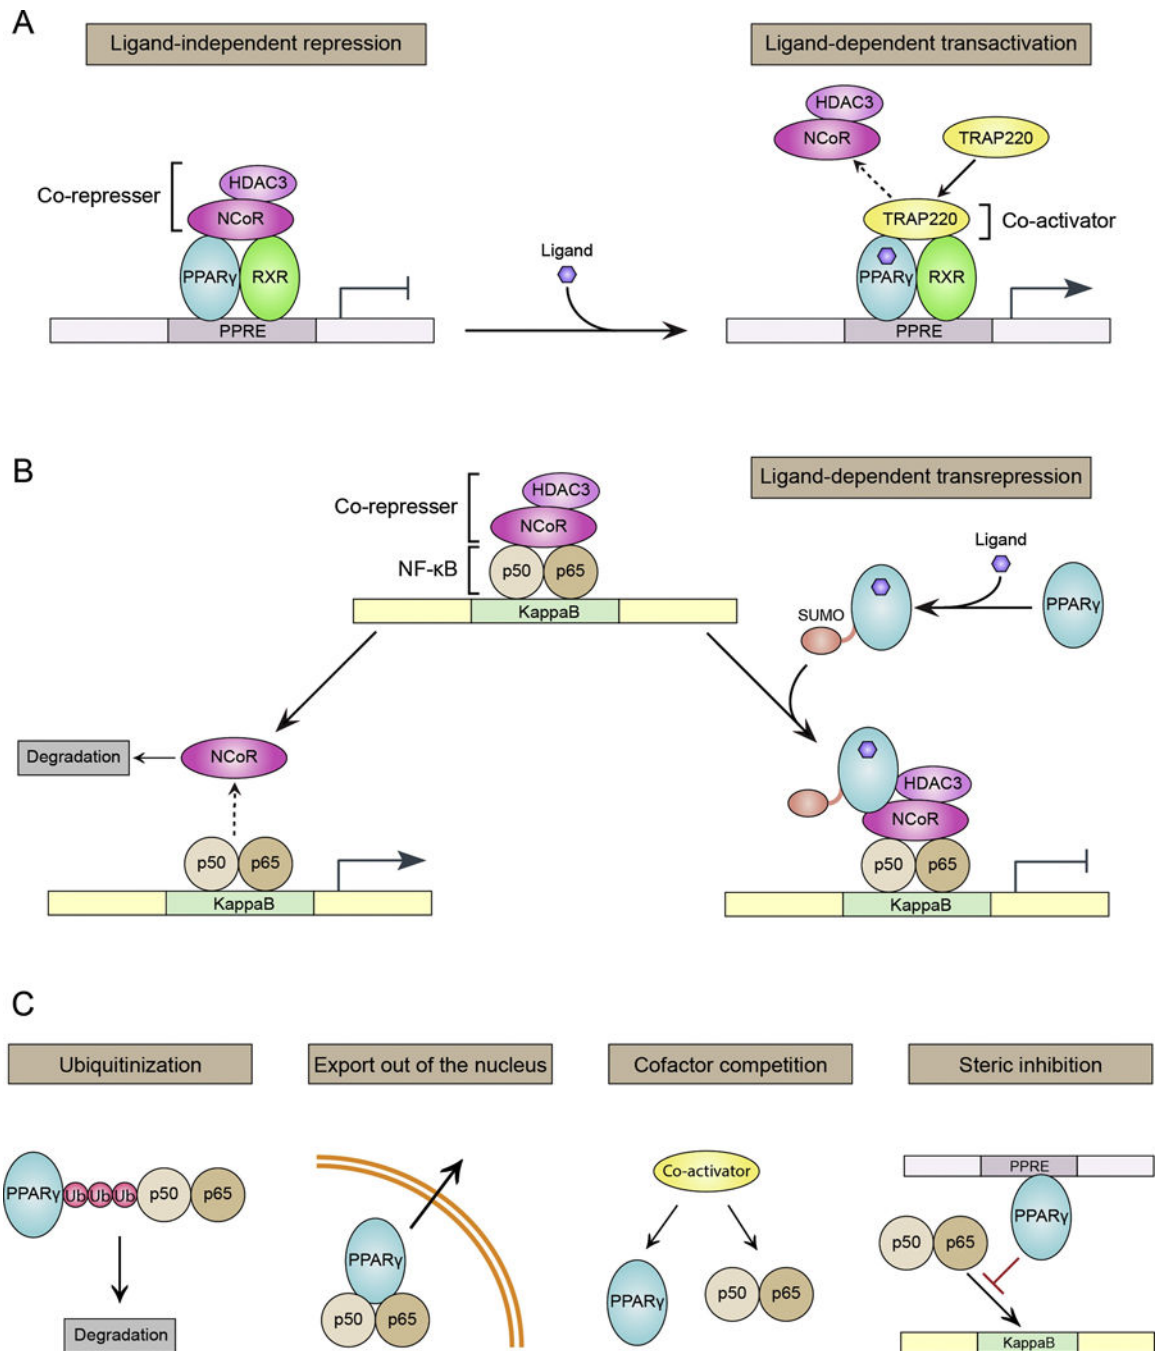 A
Ligand-independent repression
Ligand-dependent transactivation
HDAC3
NCoR
TRAP220
Co-represser
HDAC3
NCoR
TRAP220
Co-activator
Ligand
PPARγ
RXR
PPARγ
RXR
PPRE
PPRE
B
Ligand-dependent transrepression
Co-represser
HDAC3
NCoR
Ligand
NF-κB
p50
p65
SUMO
PPARγ
KappaB
Degradation
NCoR
HDAC3
NCoR
p50
p65
p50
p65
KappaB
KappaB
C
Ubiquitinization
Export out of the nucleus
Cofactor competition
Steric inhibition
PPARγ
Ub
Ub
Ub
p50
p65
Degradation
PPARγ
p50
p65
Co-activator
PPARγ
p50
p65
PPRE
PPARγ
p50
p65
KappaB